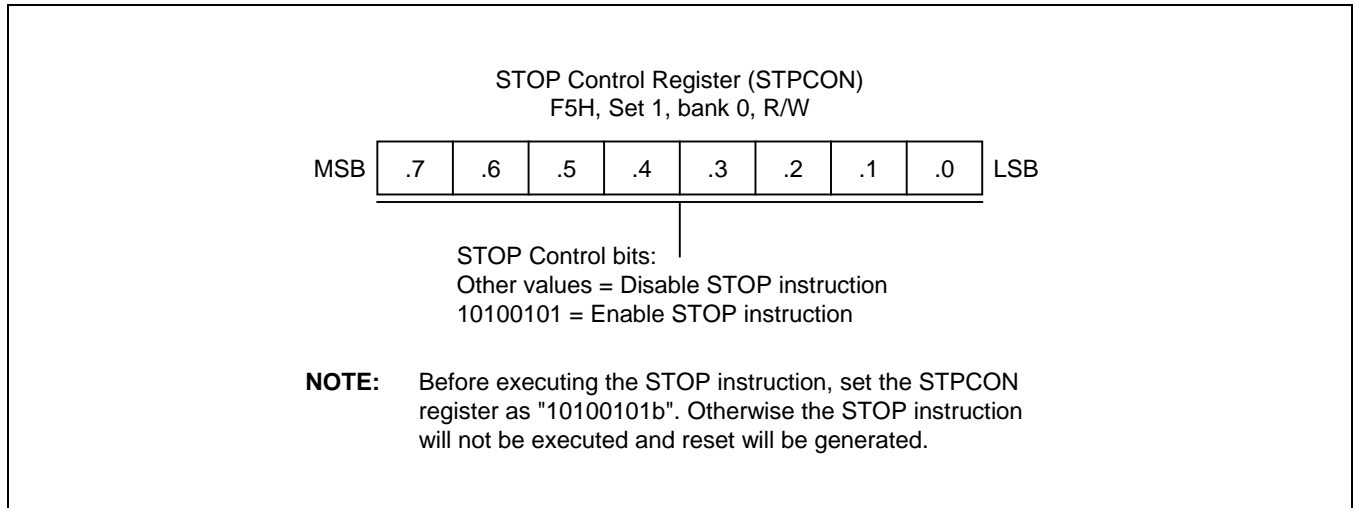 STOP Control Register (STPCON)
F5H, Set 1, bank 0, R/W
MSB .7 .6 .5 .4 .3 .2 .1 .0 LSB
STOP Control bits:
Other values = Disable STOP instruction
10100101 = Enable STOP instruction
NOTE: Before executing the STOP instruction, set the STPCON
register as "10100101b". Otherwise the STOP instruction
will not be executed and reset will be generated.